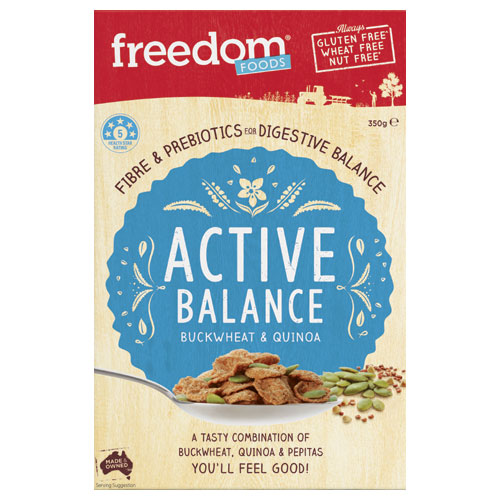 Always
GLUTEN FREE*
WHEAT FREE
NUT FREE*
freedom®
FOODS
350g e
5
HEALTH STAR
RATING
FIBRE & PREBIOTICS FOR DIGESTIVE BALANCE
ACTIVE
BALANCE
BUCKWHEAT & QUINOA
A TASTY COMBINATION OF
BUCKWHEAT, QUINOA & PEPITAS
YOU'LL FEEL GOOD!
MADE &
OWNED
Serving Suggestion